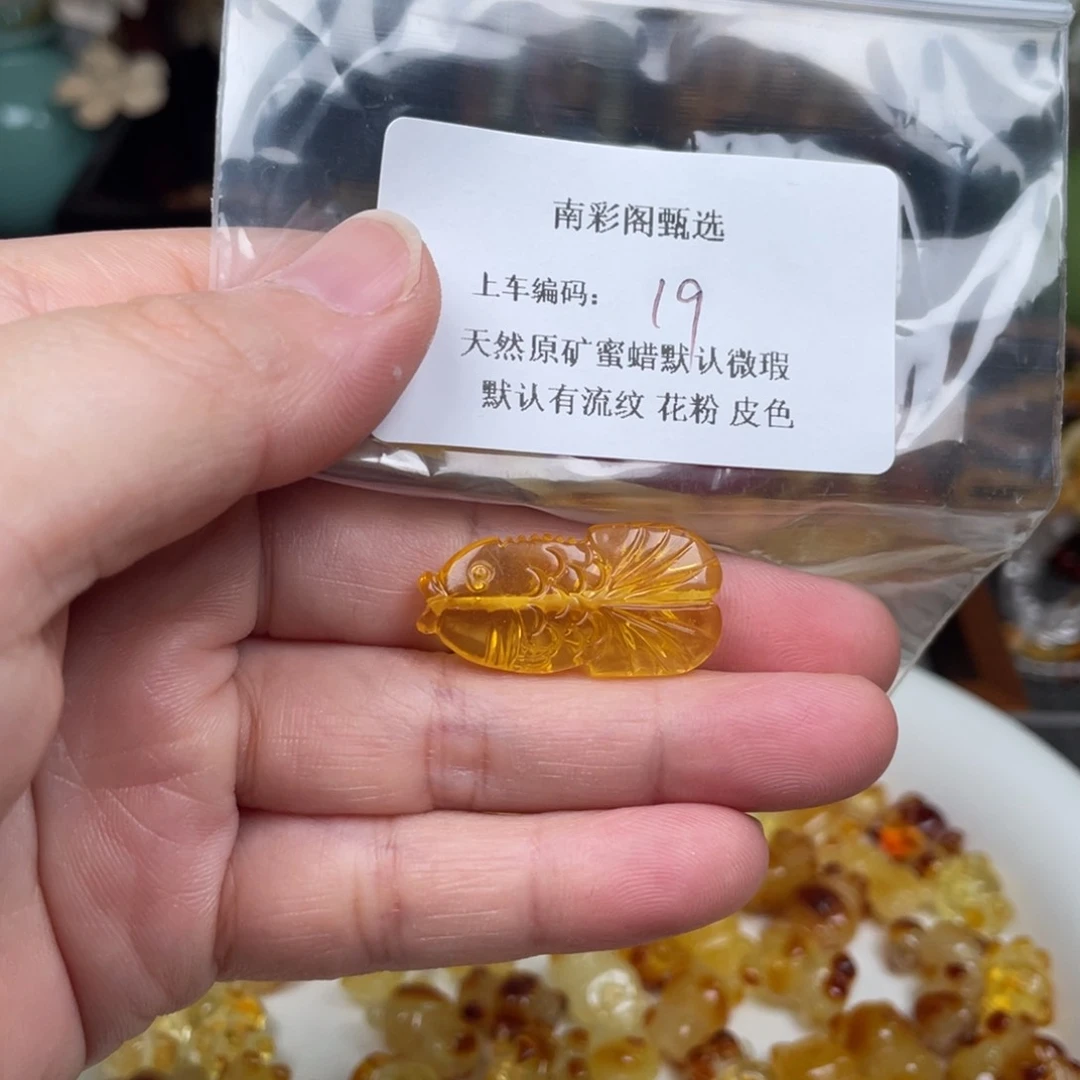 南彩阁甄选
上车编码： 19
天然原矿蜜蜡默认微瑕
默认有流纹 花粉 皮色